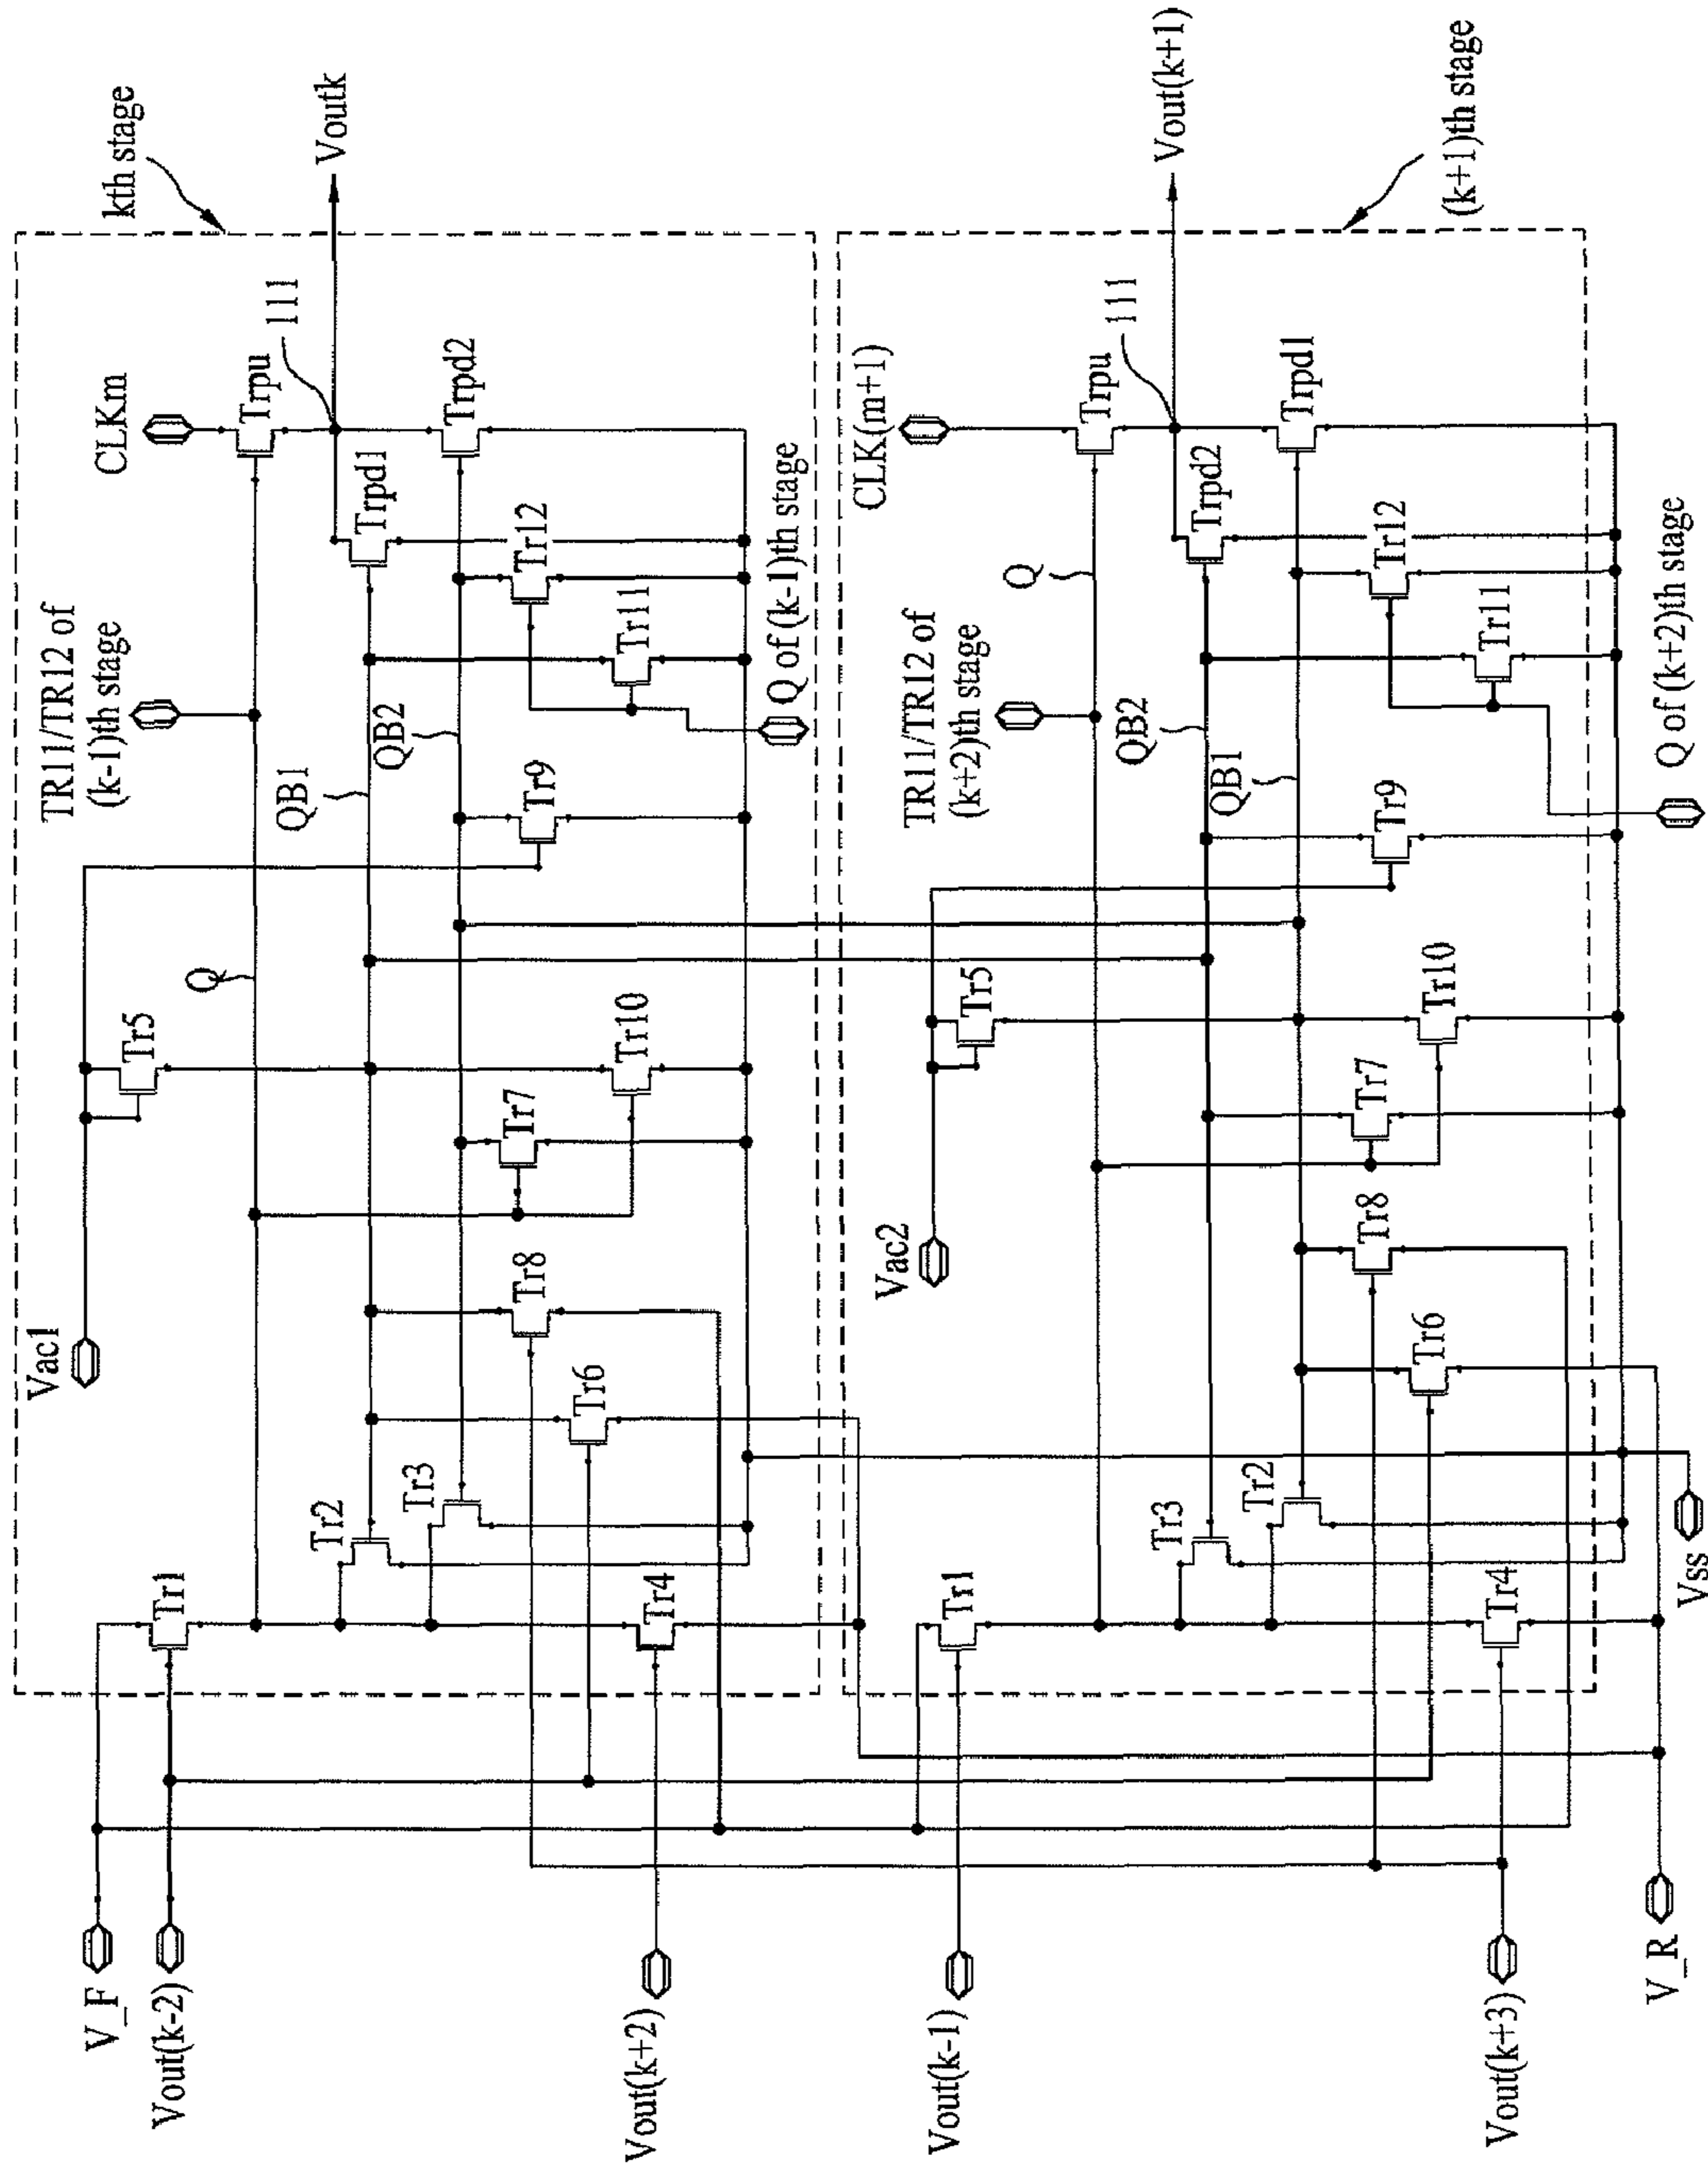 kth stage
Voutk
CLKm
Trpu
111
Trpd1
Trpd2
TR11/TR12 of
(k-1)th stage
QB1
QB2
Tr12
Tr11
Q of (k-1)th stage
Tr9
Q
Tr5
Tr10
Tr7
Vac1
Tr8
Tr6
Tr3
Tr2
Tr1
Tr4
V_F
Vout(k-2)
Vout(k+2)
(k+1)th stage
Vout(k+1)
CLK(m+1)
Trpu
111
Trpd2
Trpd1
TR11/TR12 of
(k+2)th stage
Q
QB2
QB1
Tr12
Tr11
Q of (k+2)th stage
Tr9
Tr5
Tr10
Tr7
Vac2
Tr8
Tr6
Tr3
Tr2
Tr1
Tr4
Vss
Vout(k-1)
Vout(k+3)
V_R